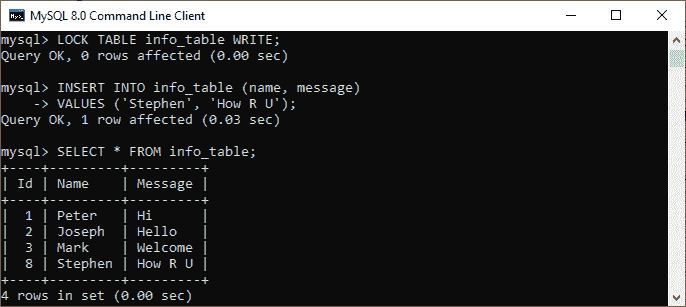 MySQL 8.0 Command Line Client
mysql> LOCK TABLE info_table WRITE;
Query OK, 0 rows affected (0.00 sec)
mysql> INSERT INTO info_table (name, message)
    -> VALUES ('Stephen', 'How R U');
Query OK, 1 row affected (0.03 sec)
mysql> SELECT * FROM info_table;
+----+---------+---------+
| Id | Name    | Message |
+----+---------+---------+
|  1 | Peter   | Hi      |
|  2 | Joseph  | Hello   |
|  3 | Mark    | Welcome |
|  8 | Stephen | How R U |
+----+---------+---------+
4 rows in set (0.00 sec)